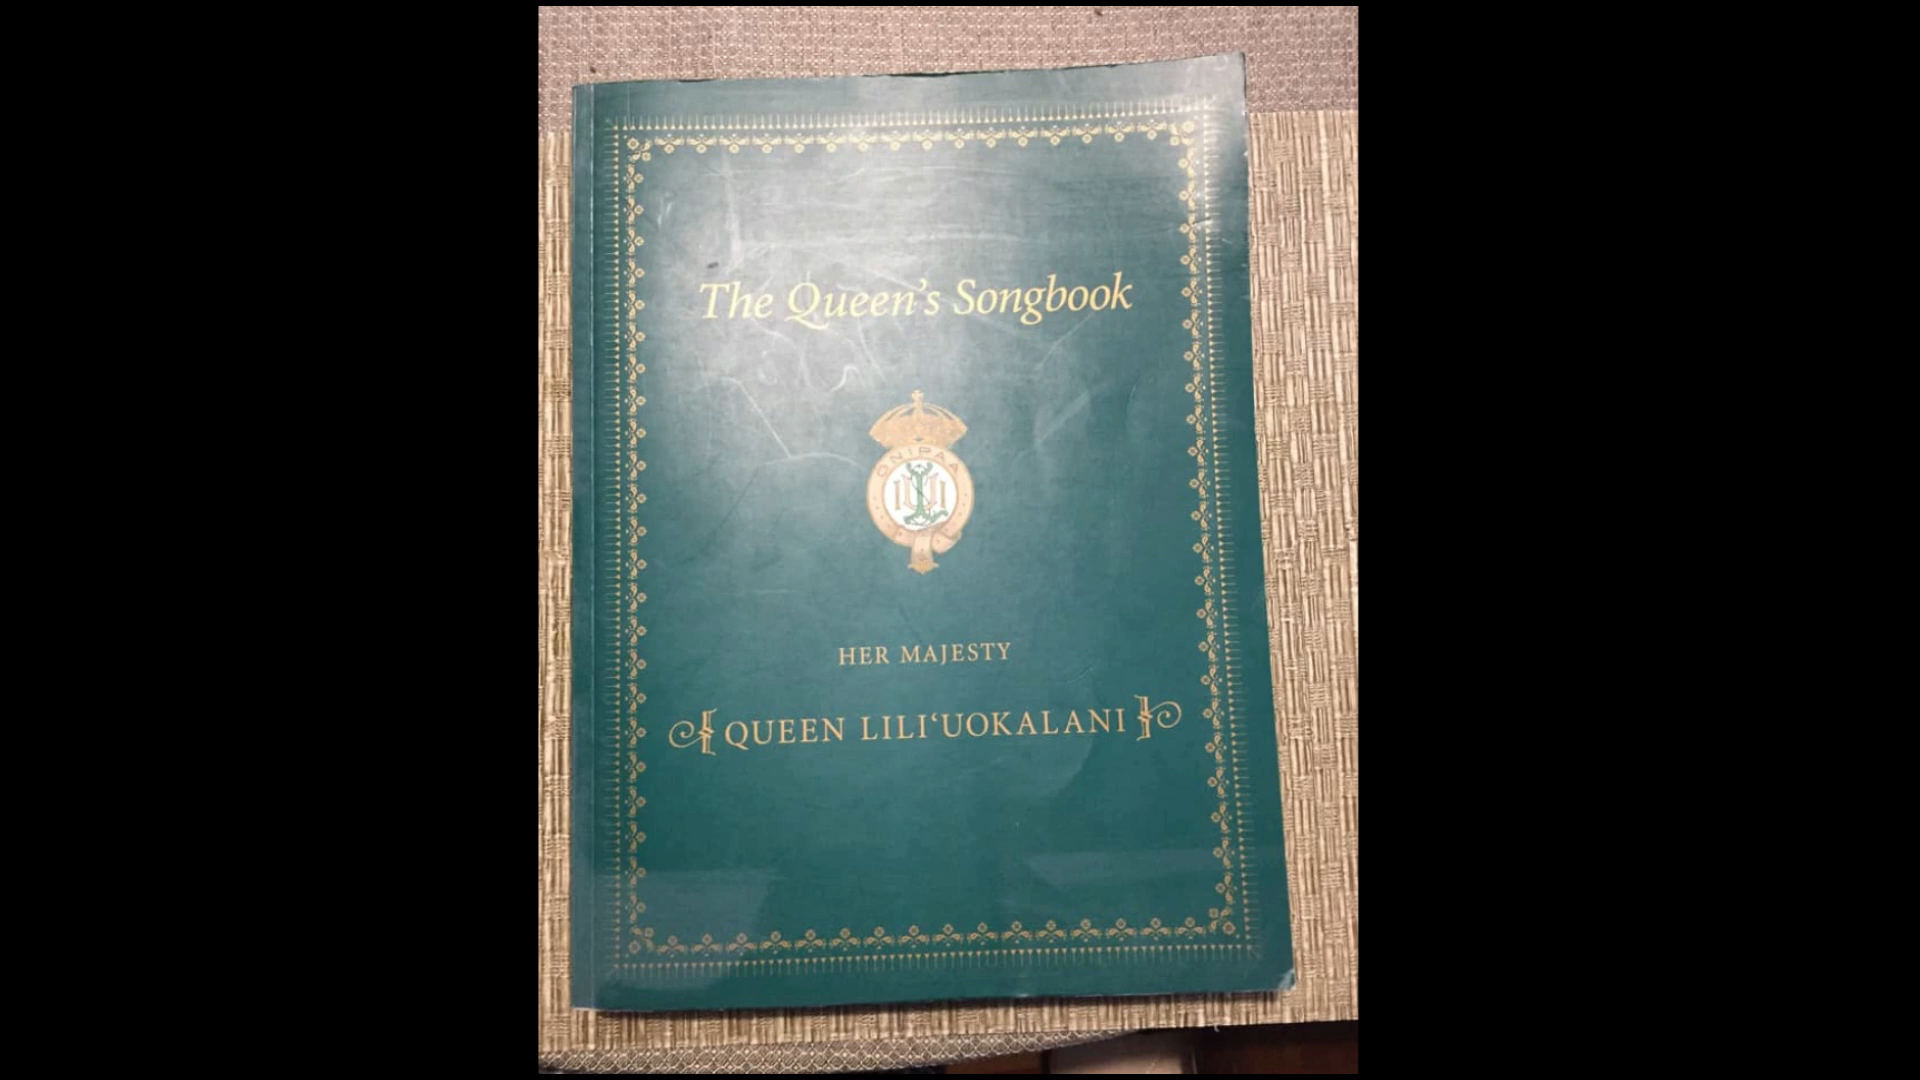 The Queen's Songbook
ONIPAA
HER MAJESTY
QUEEN LILI‘UOKALANI